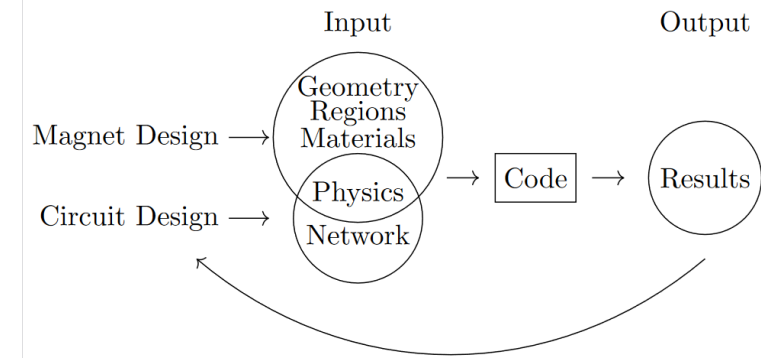 Input
Output
Geometry
Regions
Materials
Magnet Design
Physics
Code
Results
Circuit Design
Network